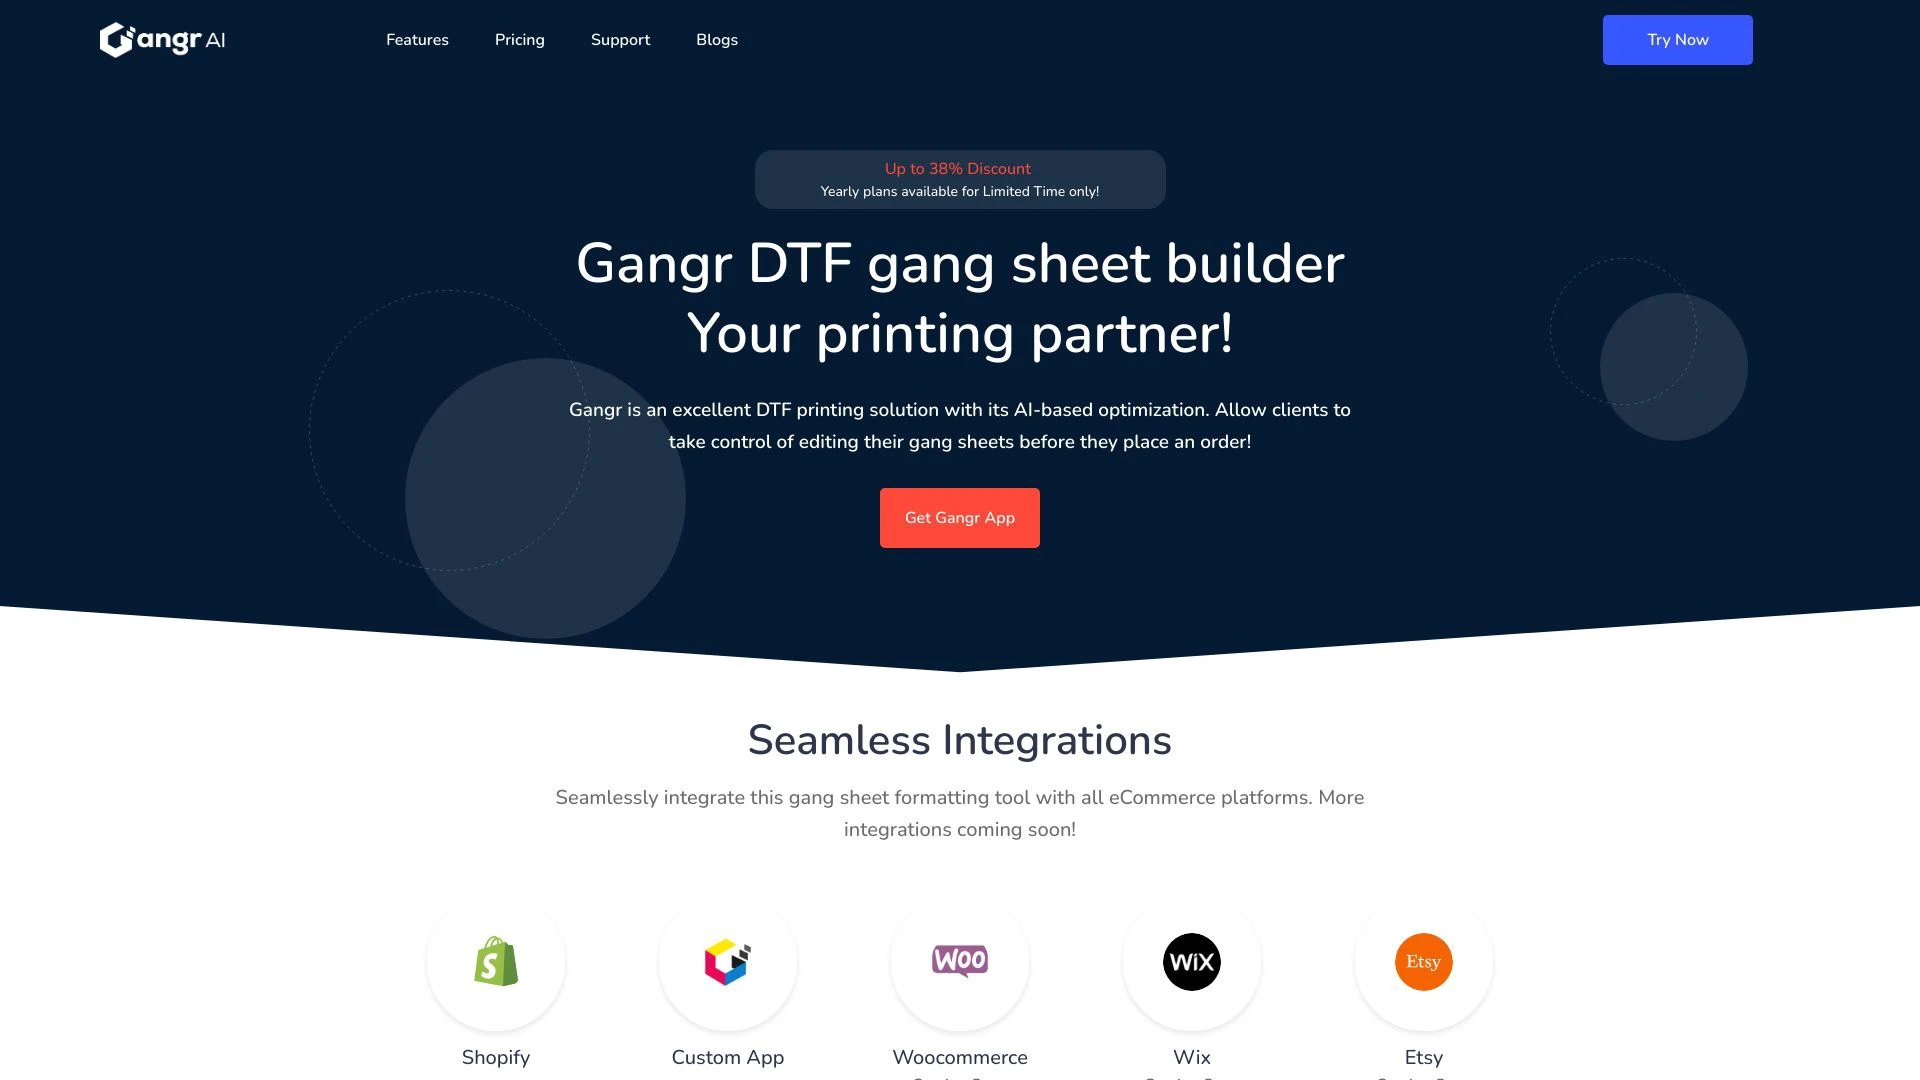 Gangr AI
Features
Pricing
Support
Blogs
Try Now
Up to 38% Discount
Yearly plans available for Limited Time only!
Gangr DTF gang sheet builder
Your printing partner!
Gangr is an excellent DTF printing solution with its AI-based optimization. Allow clients to
take control of editing their gang sheets before they place an order!
Get Gangr App
Seamless Integrations
Seamlessly integrate this gang sheet formatting tool with all eCommerce platforms. More
integrations coming soon!
S
WOO
WiX
Etsy
Shopify
Custom App
Woocommerce
Wix
Etsy